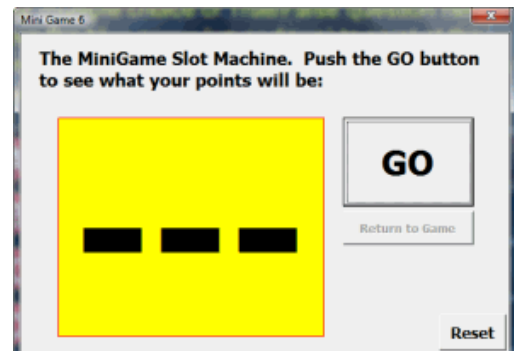 Mini Game 6
The MiniGame Slot Machine. Push the GO button
to see what your points will be:
GO
Return to Game
Reset